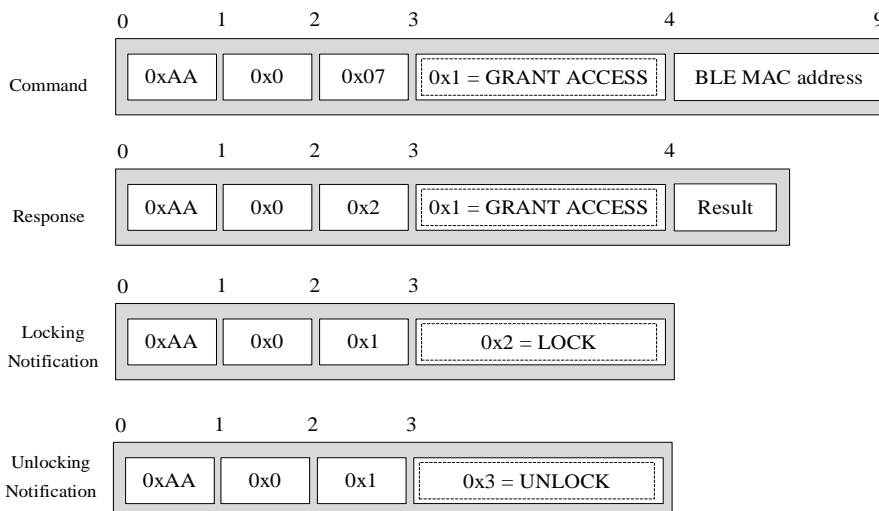 0 1 2 3 4 9
Command 0xAA 0x0 0x07 0x1 = GRANT ACCESS BLE MAC address
0 1 2 3 4
Response 0xAA 0x0 0x2 0x1 = GRANT ACCESS Result
0 1 2 3
Locking
Notification 0xAA 0x0 0x1 0x2 = LOCK
0 1 2 3
Unlocking
Notification 0xAA 0x0 0x1 0x3 = UNLOCK